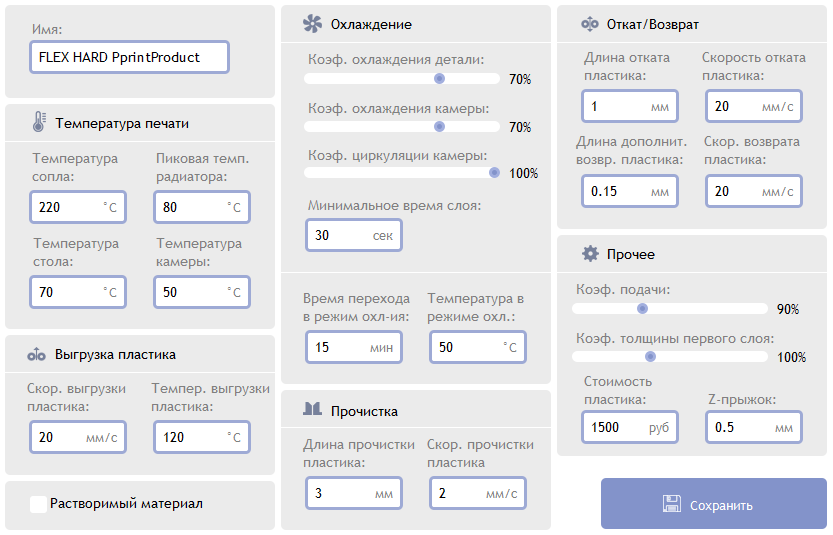 Имя:
FLEX HARD PprintProduct
Температура печати
Температура
сопла:
220 °C
Пиковая темп.
радиатора:
80 °C
Температура
стола:
70 °C
Температура
камеры:
50 °C
Выгрузка пластика
Скор. выгрузки
пластика:
20 мм/с
Темпер. выгрузки
пластика:
120 °C
Растворимый материал
Охлаждение
Коэф. охлаждения детали:
70%
Коэф. охлаждения камеры:
70%
Коэф. циркуляции камеры:
100%
Минимальное время слоя:
30 сек
Время перехода
в режим охл-ия:
15 мин
Температура в
режиме охл.:
50 °C
Прочистка
Длина прочистки
пластика:
3 мм
Скор. прочистки
пластика
2 мм/с
Откат/Возврат
Длина отката
пластика:
1 мм
Скорость отката
пластика:
20 мм/с
Длина дополнит.
возвр. пластика:
0.15 мм
Скор. возврата
пластика:
20 мм/с
Прочее
Коэф. подачи:
90%
Коэф. толщины первого слоя:
100%
Стоимость
пластика:
1500 руб
Z-прыжок:
0.5 мм
Сохранить